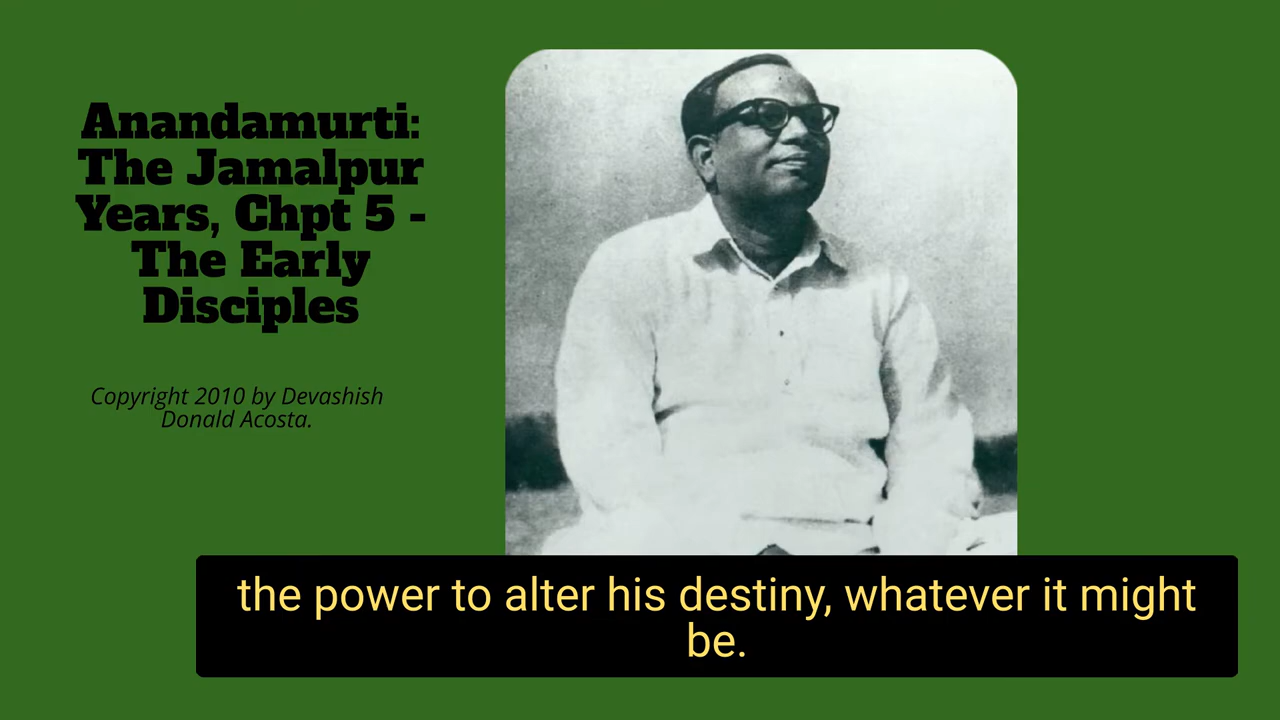 Anandamurti:
The Jamalpur
Years, Chpt 5 -
The Early
Disciples
Copyright 2010 by Devashish
Donald Acosta.
the power to alter his destiny, whatever it might
be.